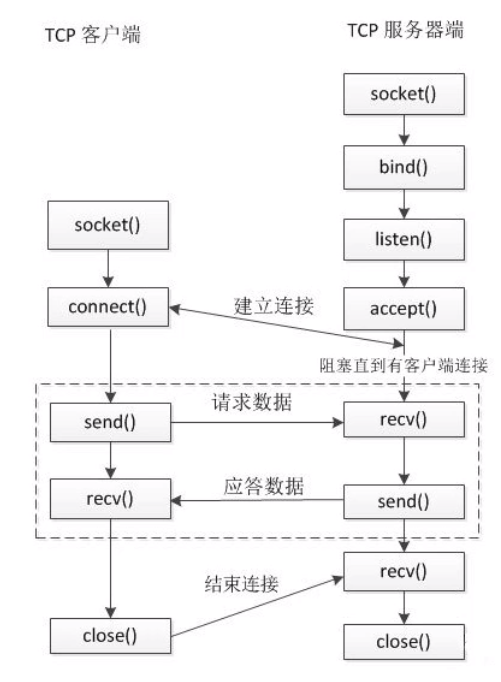 TCP 客户端
TCP 服务器端
socket()
bind()
socket()
listen()
connect()
建立连接
accept()
阻塞直到有客户端连接
send()
请求数据
recv()
recv()
应答数据
send()
结束连接
recv()
close()
close()